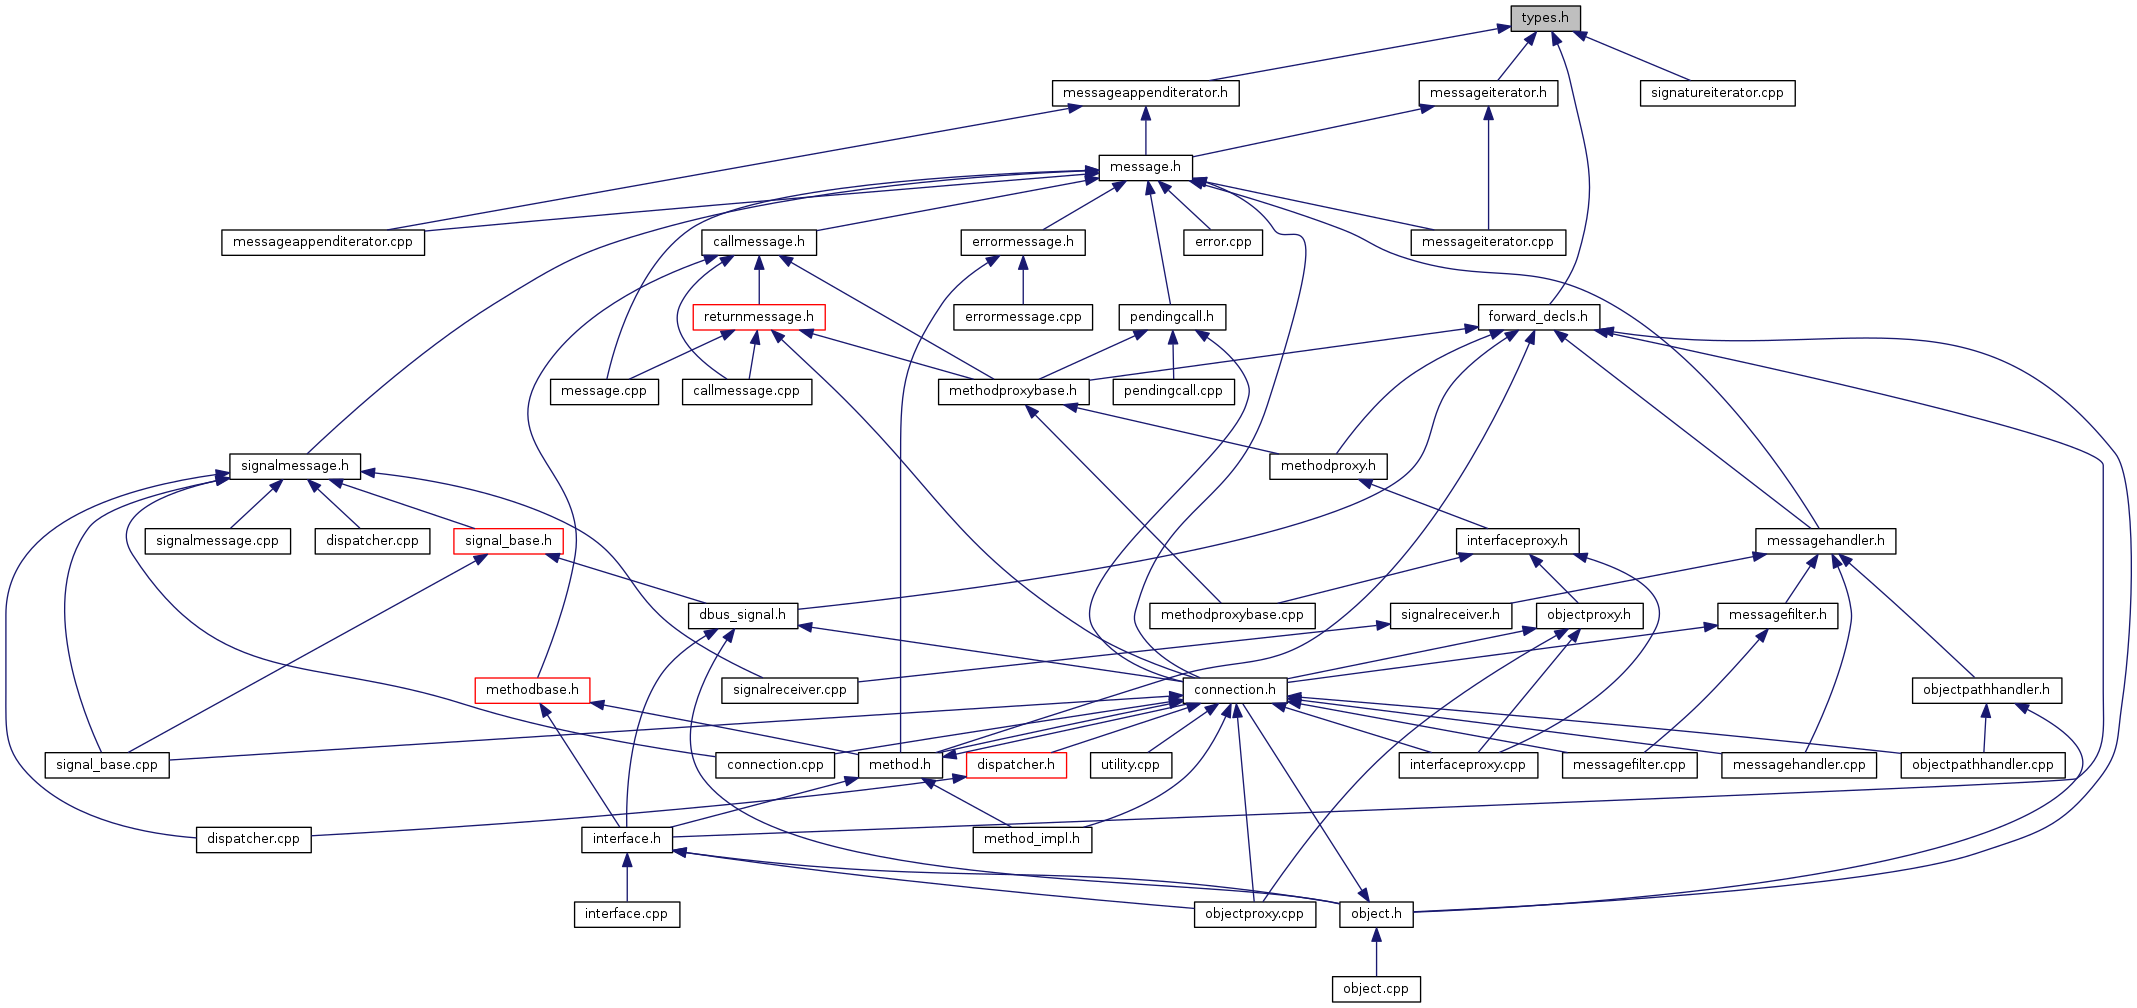 types.h
messageappenditerator.h
messageiterator.h
signatureiterator.cpp
message.h
messageappenditerator.cpp
callmessage.h
errormessage.h
error.cpp
messageiterator.cpp
returnmessage.h
errormessage.cpp
pendingcall.h
forward_decls.h
message.cpp
callmessage.cpp
methodproxybase.h
pendingcall.cpp
signalmessage.h
methodproxy.h
signalmessage.cpp
dispatcher.cpp
signal_base.h
interfaceproxy.h
messagehandler.h
dbus_signal.h
methodproxybase.cpp
signalreceiver.h
objectproxy.h
messagefilter.h
methodbase.h
signalreceiver.cpp
connection.h
objectpathhandler.h
signal_base.cpp
connection.cpp
method.h
dispatcher.h
utility.cpp
interfaceproxy.cpp
messagefilter.cpp
messagehandler.cpp
objectpathhandler.cpp
dispatcher.cpp
interface.h
method_impl.h
interface.cpp
objectproxy.cpp
object.h
object.cpp